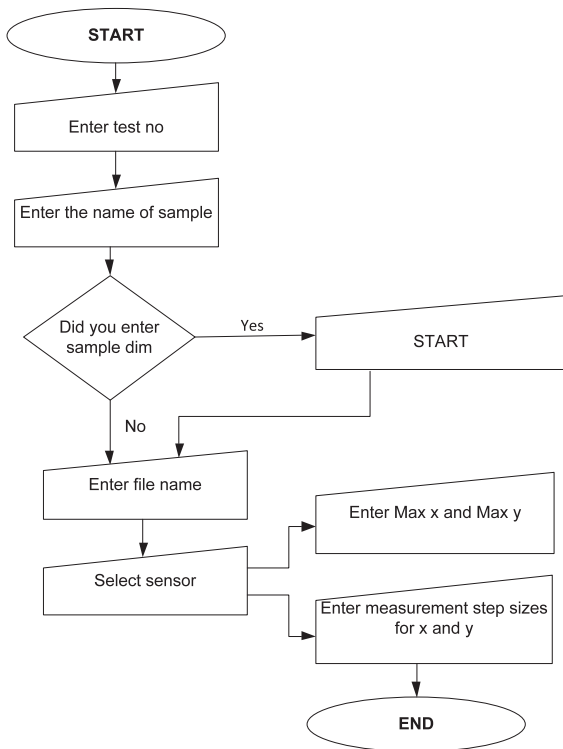 START
Enter test no
Enter the name of sample
Did you enter
sample dim
Yes
START
No
Enter file name
Enter Max x and Max y
Select sensor
Enter measurement step sizes
for x and y
END